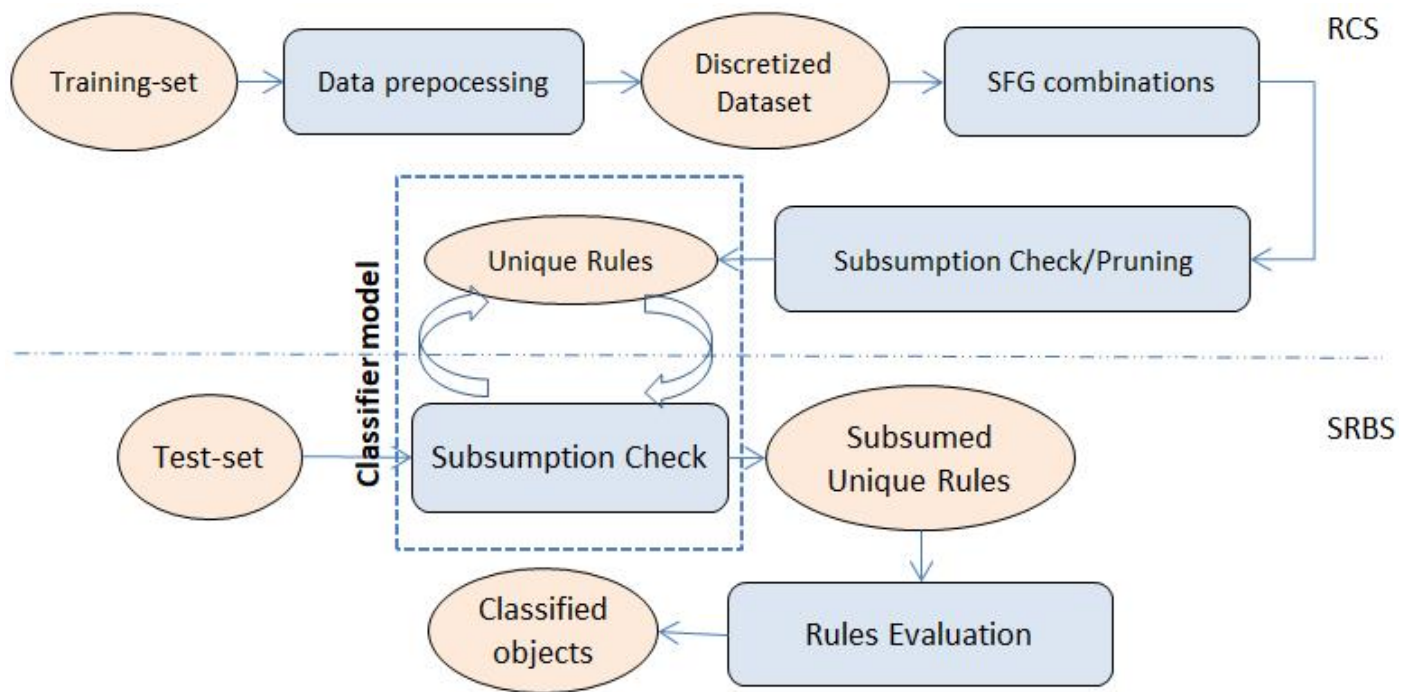 RCS
Training-set
Data prepocessing
Discretized
Dataset
SFG combinations
Unique Rules
Subsumption Check/Pruning
Classifier model
SRBS
Test-set
Subsumption Check
Subsumed
Unique Rules
Classified
objects
Rules Evaluation